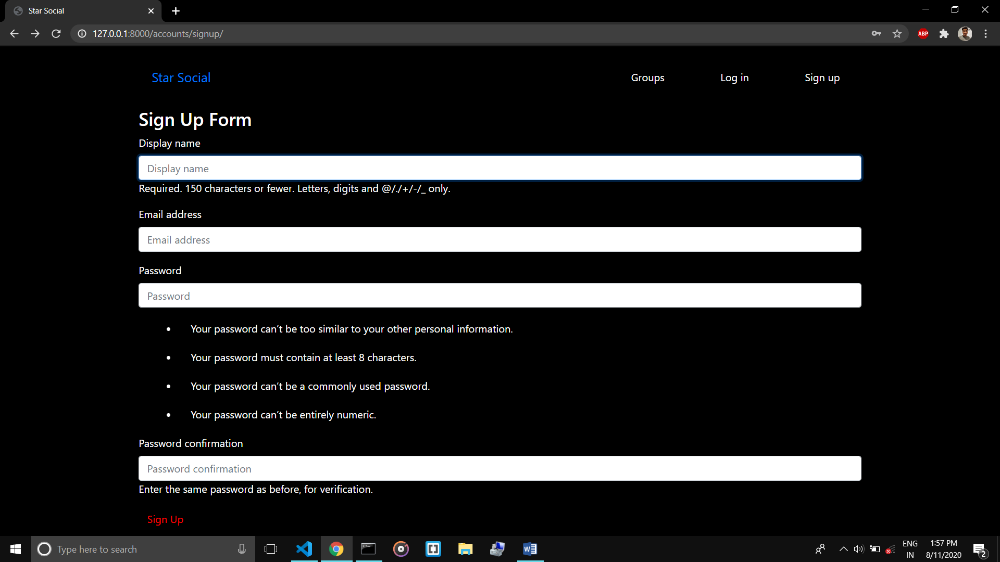 Star Social
127.0.0.1:8000/accounts/signup/
ABP
Star Social
Groups
Log in
Sign up
Sign Up Form
Display name
Display name
Required. 150 characters or fewer. Letters, digits and @/./+/-/_ only.
Email address
Email address
Password
Password
• Your password can’t be too similar to your other personal information.
• Your password must contain at least 8 characters.
• Your password can’t be a commonly used password.
• Your password can’t be entirely numeric.
Password confirmation
Password confirmation
Enter the same password as before, for verification.
Sign Up
Type here to search
W
ENG
IN
1:57 PM
8/11/2020
2